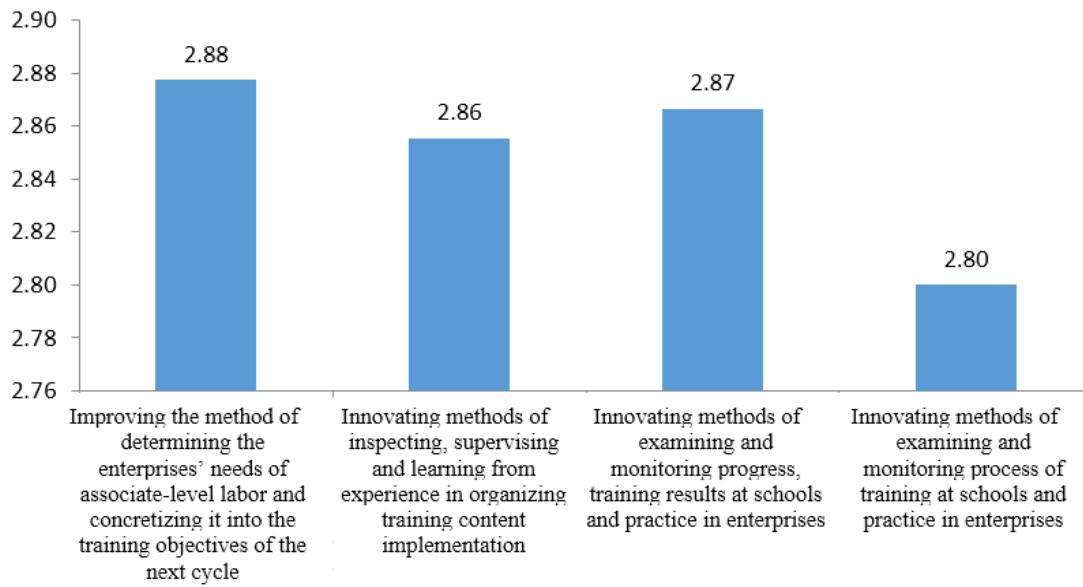 2.90
2.88
2.86
2.84
2.82
2.80
2.78
2.76
2.88
2.86
2.87
2.80
Improving the method of
determining the
enterprises’ needs of
associate-level labor and
concretizing it into the
training objectives of the
next cycle
Innovating methods of
inspecting, supervising
and learning from
experience in organizing
training content
implementation
Innovating methods of
examining and
monitoring progress,
training results at schools
and practice in enterprises
Innovating methods of
examining and
monitoring process of
training at schools and
practice in enterprises